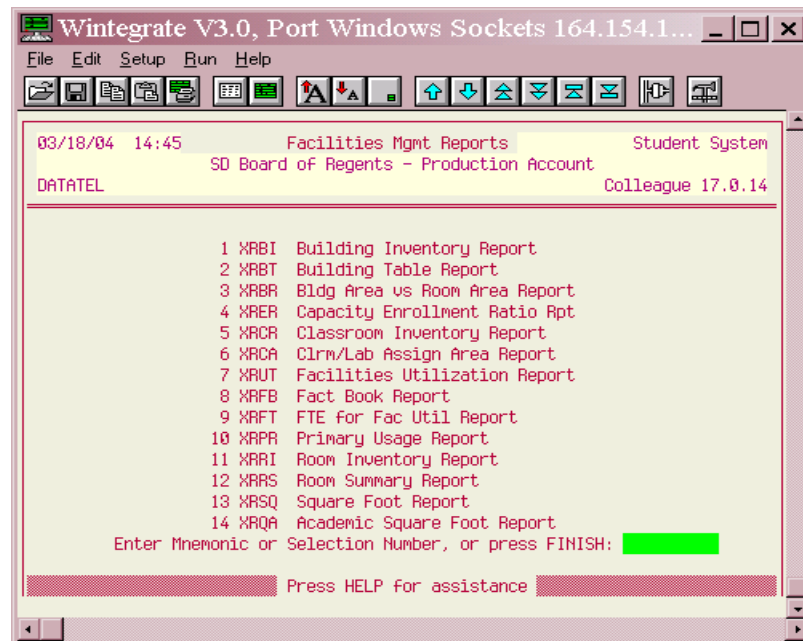 Wintegrate V3.0, Port Windows Sockets 164.154.1...
File Edit Setup Run Help
03/18/04 14:45 Facilities Mgmt Reports Student System
SD Board of Regents - Production Account
DATATEL Colleague 17.0.14
1 XRBI Building Inventory Report
2 XRBT Building Table Report
3 XRBR Bldg Area vs Room Area Report
4 XRER Capacity Enrollment Ratio Rpt
5 XRCR Classroom Inventory Report
6 XRCA Clrm/Lab Assign Area Report
7 XRUT Facilities Utilization Report
8 XRFB Fact Book Report
9 XRFT FTE for Fac Util Report
10 XRPR Primary Usage Report
11 XRRI Room Inventory Report
12 XRRS Room Summary Report
13 XRSQ Square Foot Report
14 XRQA Academic Square Foot Report
Enter Mnemonic or Selection Number, or press FINISH:
Press HELP for assistance